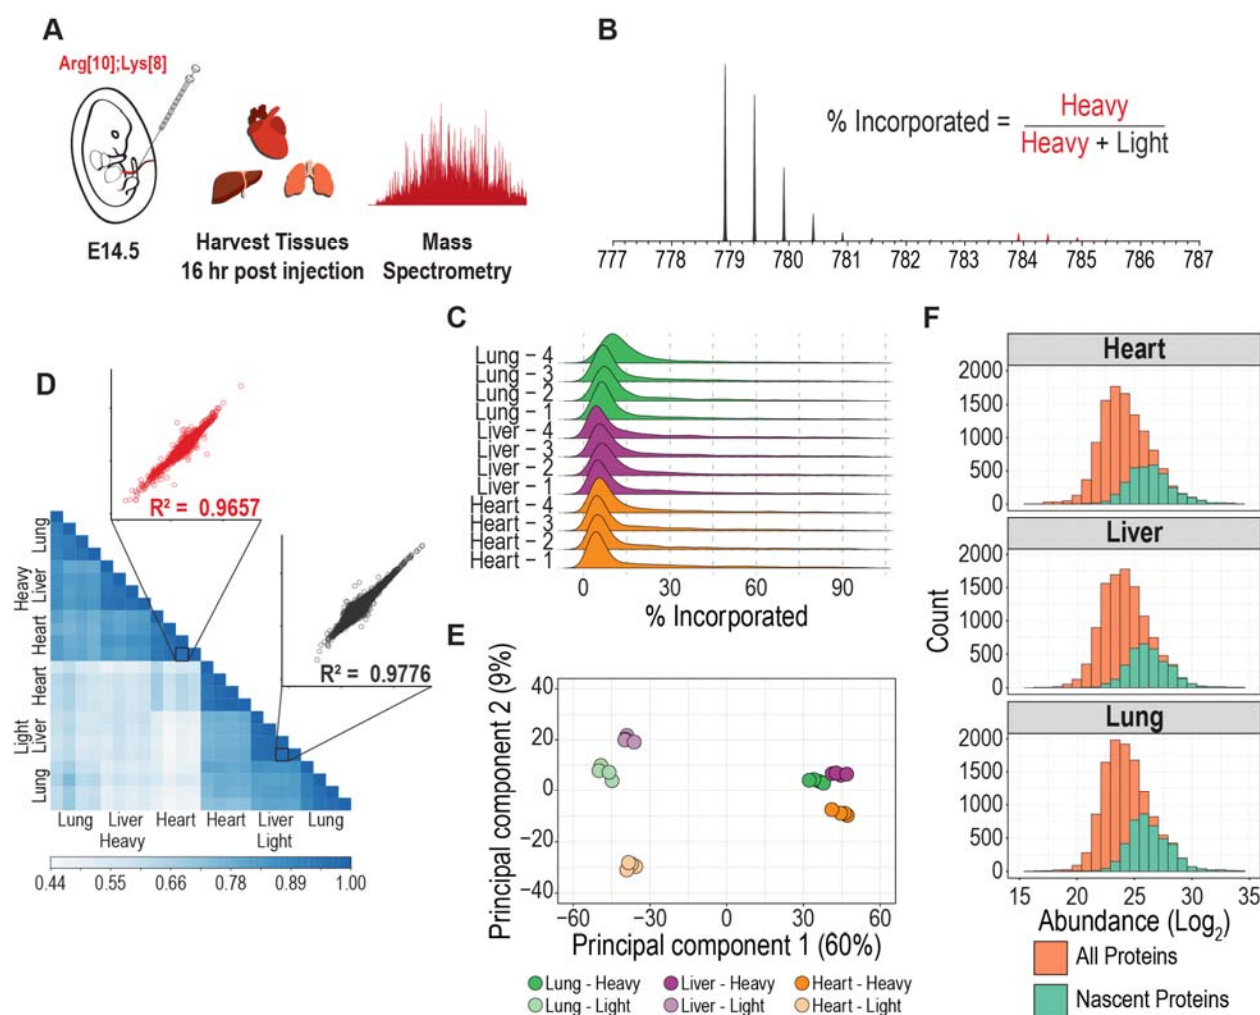 A
Arg[10];Lys[8]
E14.5
Harvest Tissues
16 hr post injection
Mass
Spectrometry
B
% Incorporated = Heavy
Heavy + Light
777 778 779 780 781 782 783 784 785 786 787
C
Lung - 4
Lung - 3
Lung - 2
Lung - 1
Liver - 4
Liver - 3
Liver - 2
Liver - 1
Heart - 4
Heart - 3
Heart - 2
Heart - 1
0 30 60 90
% Incorporated
D
R² = 0.9657
R² = 0.9776
Heavy
Lung
Liver
Heart
Light
Heart
Liver
Lung
Lung Liver Heart Heart Liver Lung
Heavy Light
0.44 0.55 0.66 0.78 0.89 1.00
E
Principal component 2 (9%)
40
20
0
−20
−40
−60 −30 0 30 60
Principal component 1 (60%)
Lung - Heavy Liver - Heavy Heart - Heavy
Lung - Light Liver - Light Heart - Light
F
Heart
2000
1500
1000
500
0
Liver
2000
1500
1000
500
0
Lung
2000
1500
1000
500
0
Count
15 20 25 30 35
Abundance (Log₂)
All Proteins
Nascent Proteins